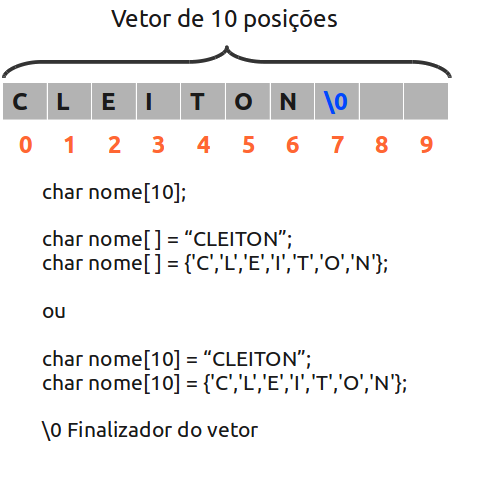 Vetor de 10 posições
C L E I T O N \0
0 1 2 3 4 5 6 7 8 9
char nome[10];
char nome[ ] = “CLEITON”;
char nome[ ] = {'C','L','E','I','T','O','N'};
ou
char nome[10] = “CLEITON”;
char nome[10] = {'C','L','E','I','T','O','N'};
\0 Finalizador do vetor